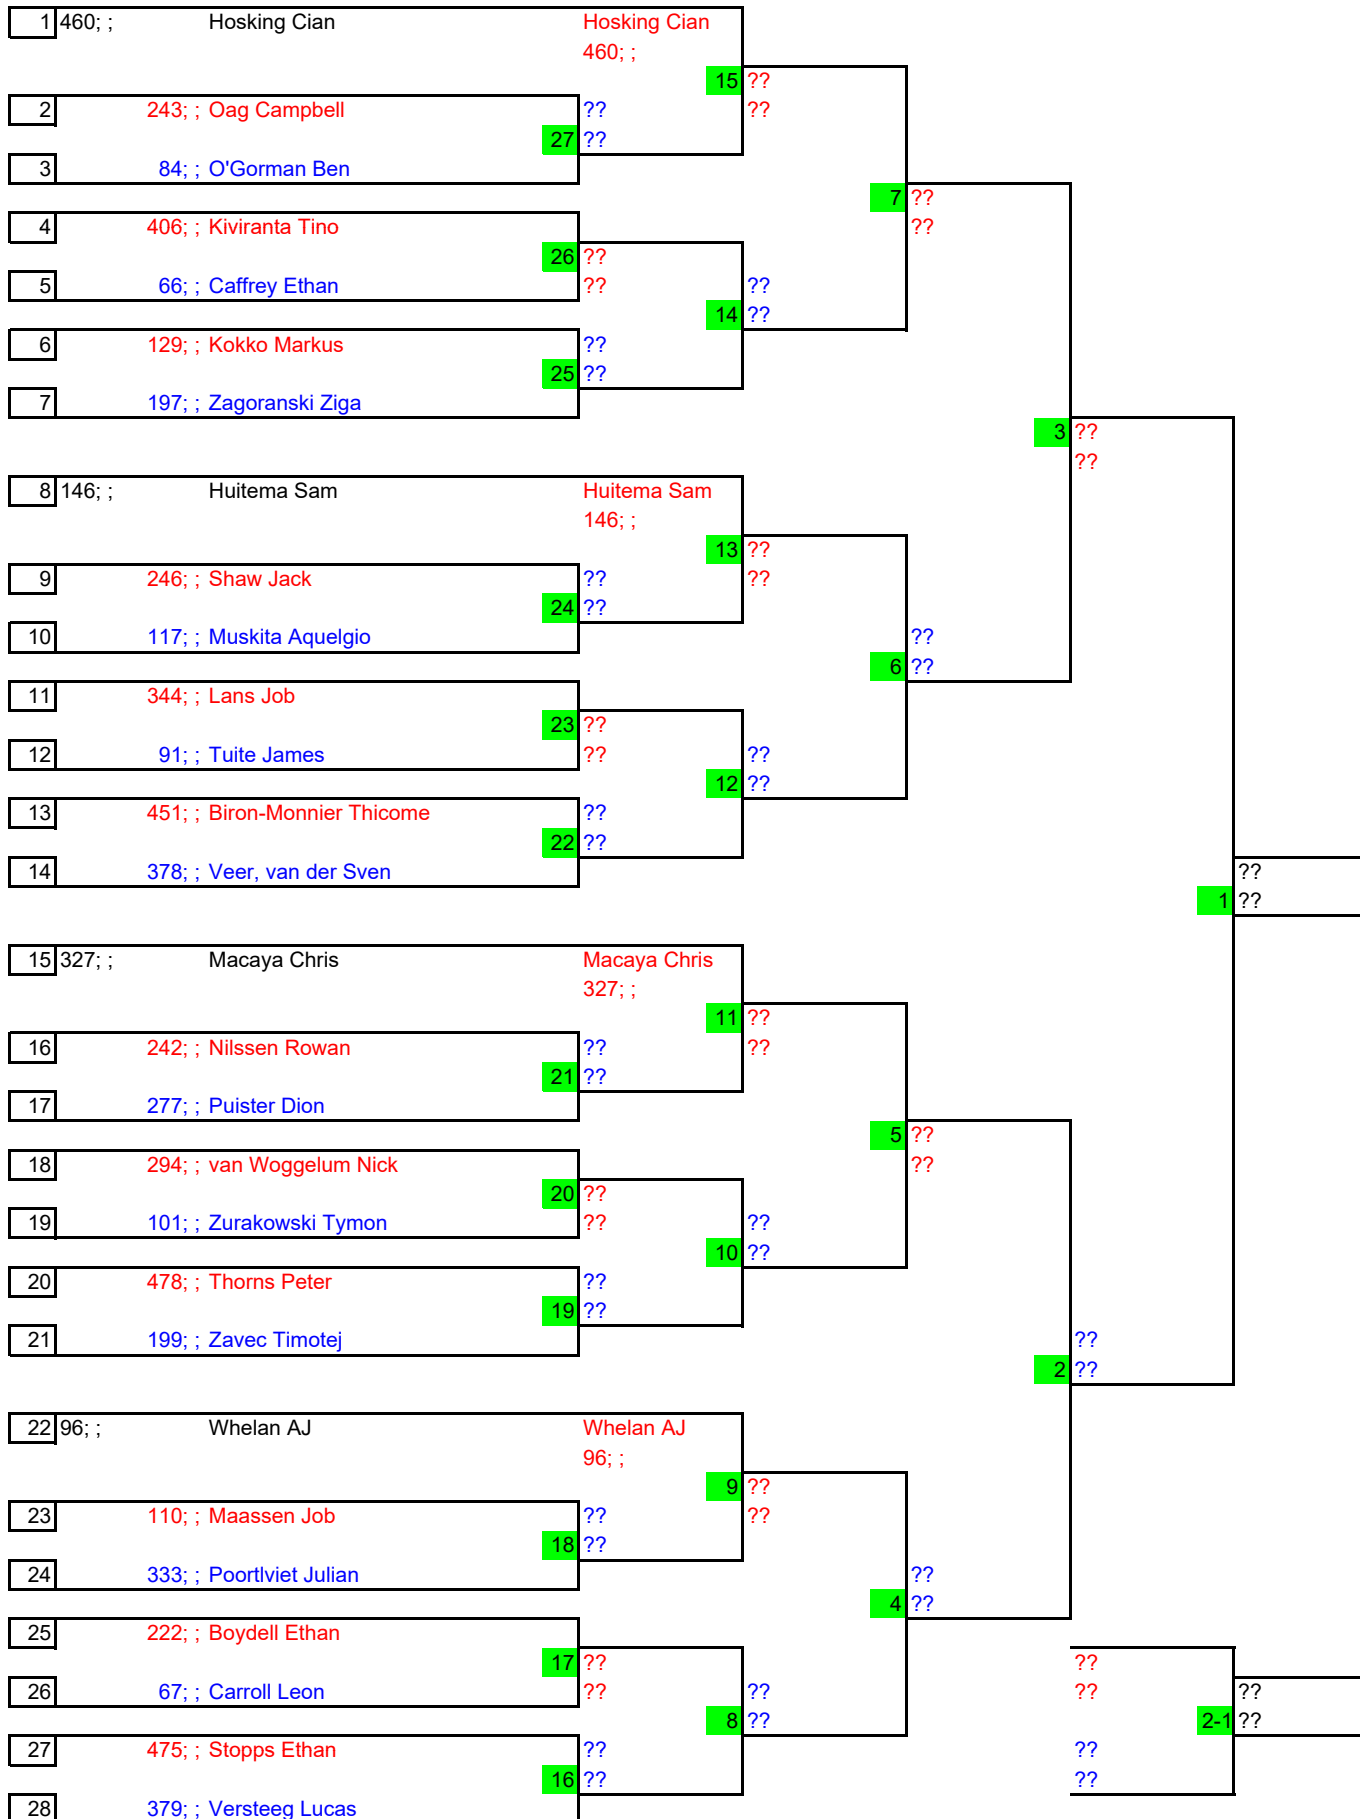 1 460; ; Hosking Cian Hosking Cian
460; ;
15 ??
2 243; ; Oag Campbell ?? ??
27 ??
3 84; ; O'Gorman Ben
7 ??
4 406; ; Kiviranta Tino ??
26 ??
5 66; ; Caffrey Ethan ?? ??
14 ??
6 129; ; Kokko Markus ??
25 ??
7 197; ; Zagoranski Ziga
3 ??
??
8 146; ; Huitema Sam Huitema Sam
146; ;
13 ??
9 246; ; Shaw Jack ?? ??
24 ??
10 117; ; Muskita Aquelgio ??
6 ??
11 344; ; Lans Job
23 ??
12 91; ; Tuite James ?? ??
12 ??
13 451; ; Biron-Monnier Thicome ??
22 ??
14 378; ; Veer, van der Sven ??
1 ??
15 327; ; Macaya Chris Macaya Chris
327; ;
11 ??
16 242; ; Nilssen Rowan ?? ??
21 ??
17 277; ; Puister Dion
5 ??
18 294; ; van Woggelum Nick ??
20 ??
19 101; ; Zurakowski Tymon ?? ??
10 ??
20 478; ; Thorns Peter ??
19 ??
21 199; ; Zavec Timotej ??
2 ??
22 96; ; Whelan AJ Whelan AJ
96; ;
9 ??
23 110; ; Maassen Job ?? ??
18 ??
24 333; ; Poortlviet Julian ??
4 ??
25 222; ; Boydell Ethan
17 ?? ??
26 67; ; Carroll Leon ?? ?? ?? ??
8 ?? 2-1 ??
27 475; ; Stopps Ethan ?? ??
16 ?? ??
28 379; ; Versteeg Lucas